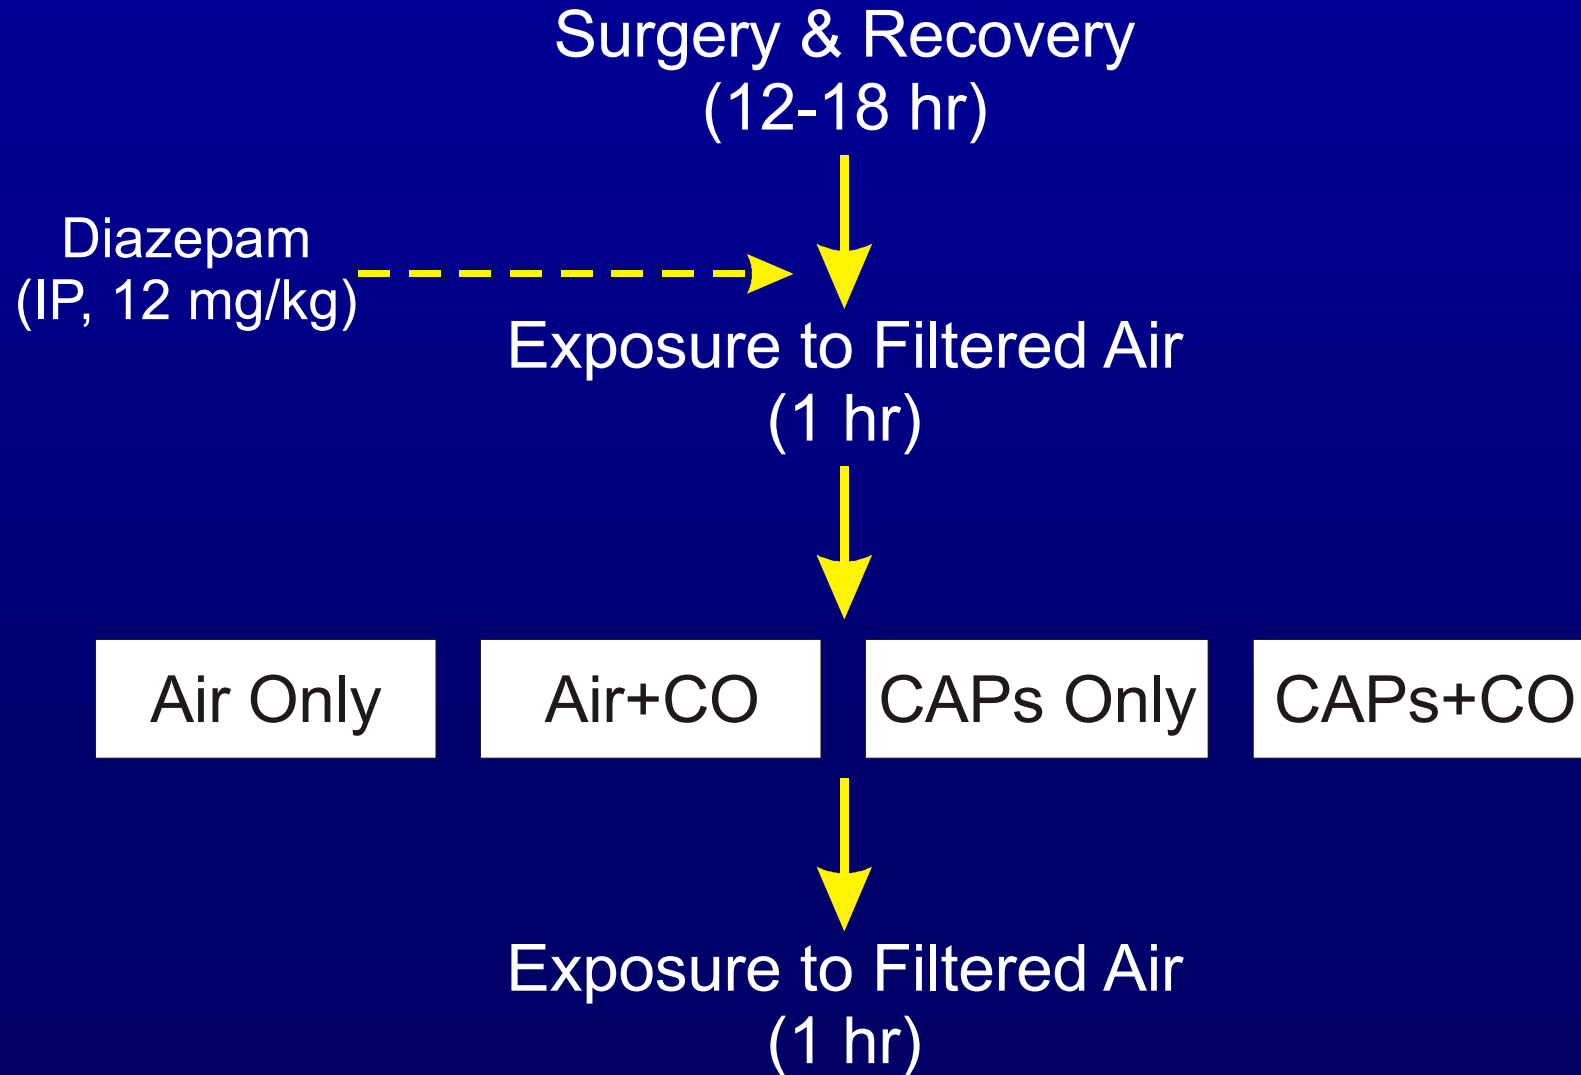 Surgery & Recovery
(12-18 hr)
Diazepam
(IP, 12 mg/kg)
Exposure to Filtered Air
(1 hr)
Air Only
Air+CO
CAPs Only
CAPs+CO
Exposure to Filtered Air
(1 hr)